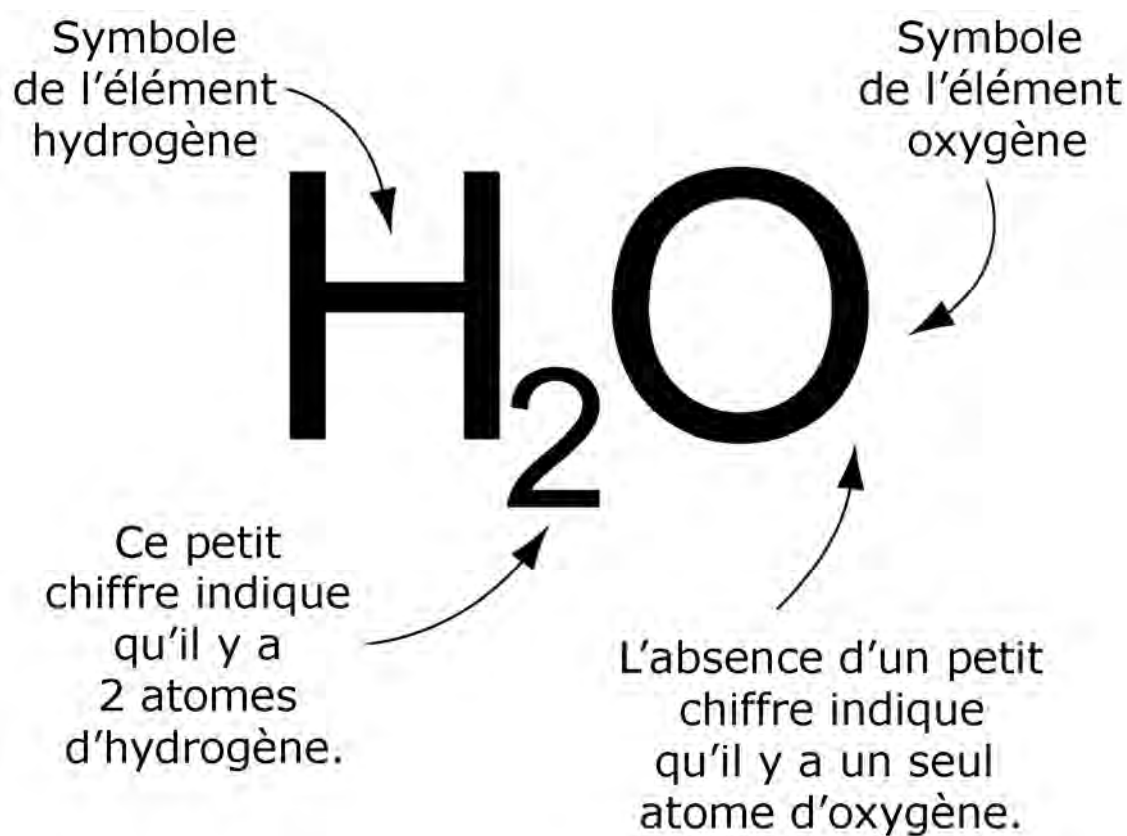 Symbole
de l'élément
hydrogène
Symbole
de l'élément
oxygène
H2O
Ce petit
chiffre indique
qu'il y a
2 atomes
d'hydrogène.
L'absence d'un petit
chiffre indique
qu'il y a un seul
atome d'oxygène.